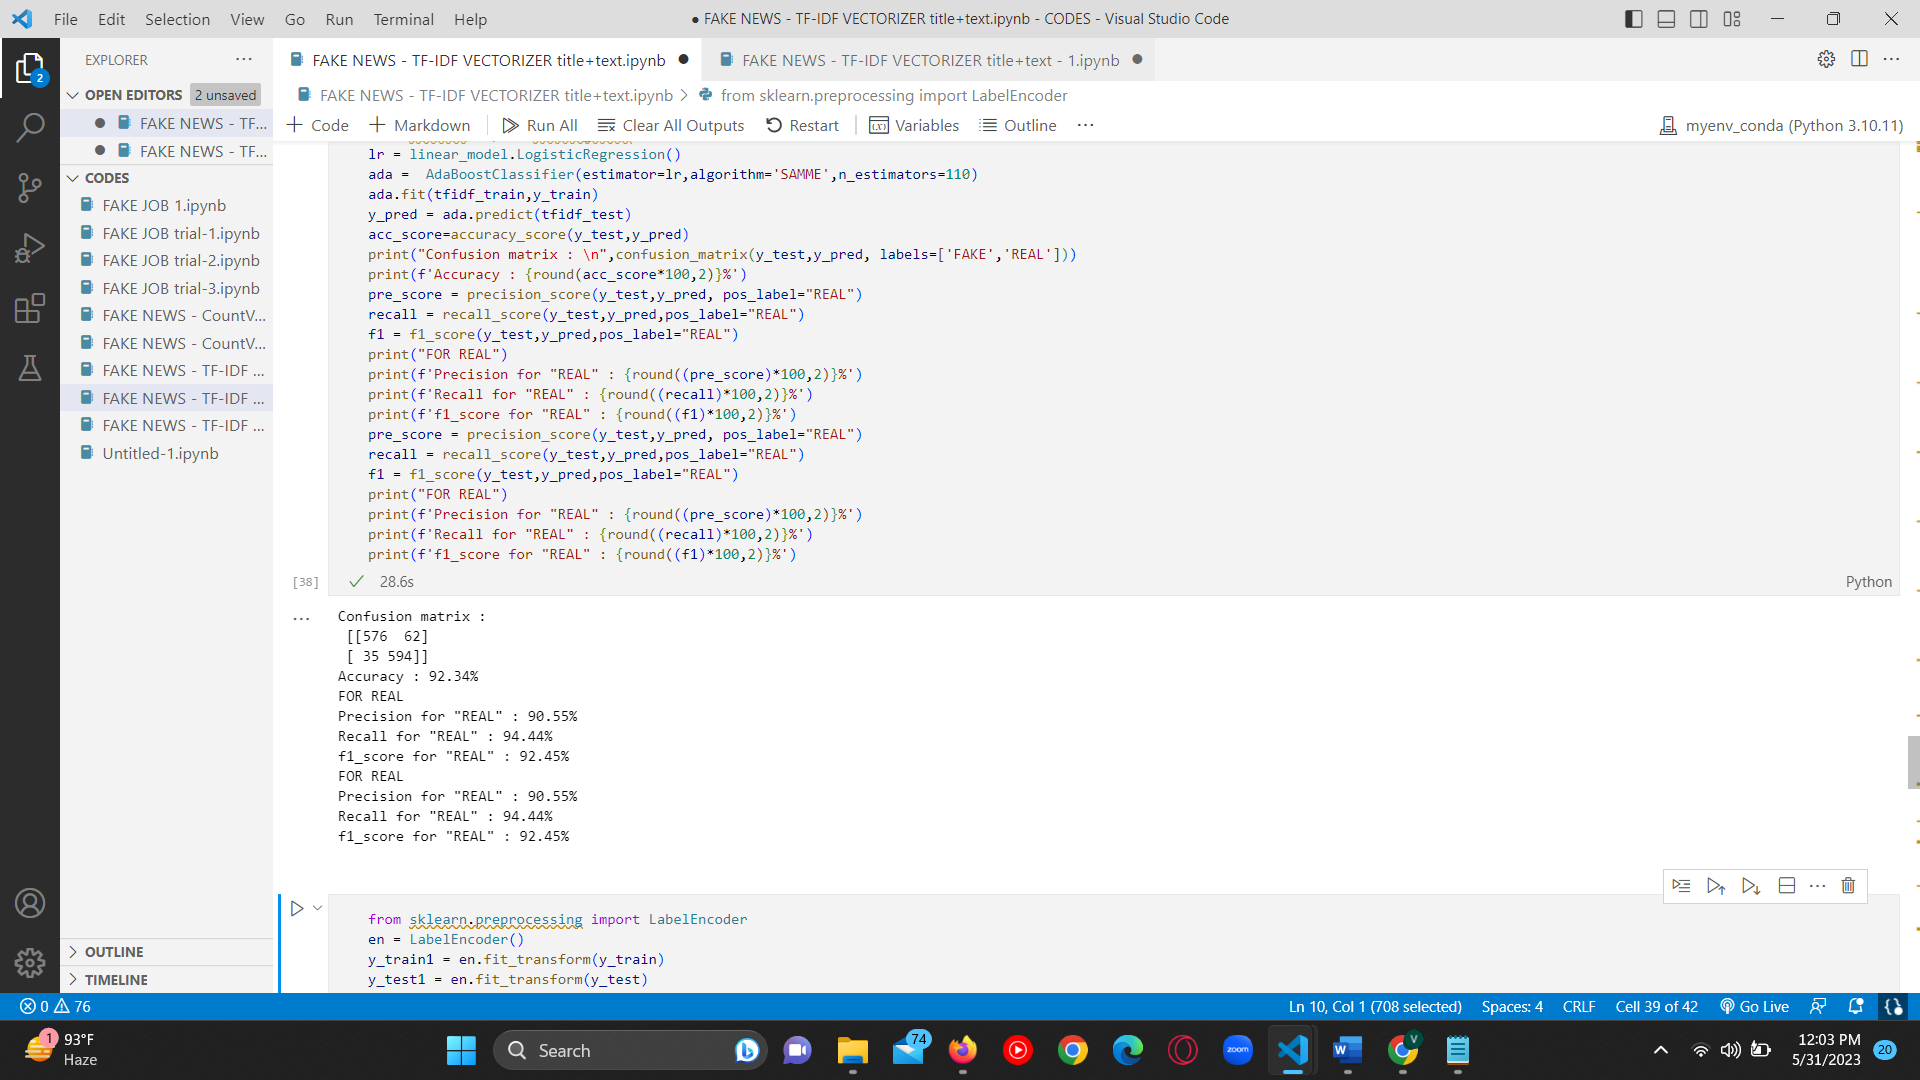 File Edit Selection View Go Run Terminal Help
● FAKE NEWS - TF-IDF VECTORIZER title+text.ipynb - CODES - Visual Studio Code
EXPLORER
FAKE NEWS - TF-IDF VECTORIZER title+text.ipynb ●
FAKE NEWS - TF-IDF VECTORIZER title+text - 1.ipynb ●
OPEN EDITORS 2 unsaved
FAKE NEWS - TF-IDF VECTORIZER title+text.ipynb > from sklearn.preprocessing import LabelEncoder
● FAKE NEWS - TF...
● FAKE NEWS - TF...
+ Code + Markdown Run All Clear All Outputs Restart Variables Outline ...
myenv_conda (Python 3.10.11)
CODES
FAKE JOB 1.ipynb
FAKE JOB trial-1.ipynb
FAKE JOB trial-2.ipynb
FAKE JOB trial-3.ipynb
FAKE NEWS - CountV...
FAKE NEWS - CountV...
FAKE NEWS - TF-IDF ...
FAKE NEWS - TF-IDF ...
FAKE NEWS - TF-IDF ...
Untitled-1.ipynb
OUTLINE
TIMELINE
2
lr = linear_model.LogisticRegression()
ada =  AdaBoostClassifier(estimator=lr,algorithm='SAMME',n_estimators=110)
ada.fit(tfidf_train,y_train)
y_pred = ada.predict(tfidf_test)
acc_score=accuracy_score(y_test,y_pred)
print("Confusion matrix : \n",confusion_matrix(y_test,y_pred, labels=['FAKE','REAL']))
print(f'Accuracy : {round(acc_score*100,2)}%')
pre_score = precision_score(y_test,y_pred, pos_label="REAL")
recall = recall_score(y_test,y_pred,pos_label="REAL")
f1 = f1_score(y_test,y_pred,pos_label="REAL")
print("FOR REAL")
print(f'Precision for "REAL" : {round((pre_score)*100,2)}%')
print(f'Recall for "REAL" : {round((recall)*100,2)}%')
print(f'f1_score for "REAL" : {round((f1)*100,2)}%')
pre_score = precision_score(y_test,y_pred, pos_label="REAL")
recall = recall_score(y_test,y_pred,pos_label="REAL")
f1 = f1_score(y_test,y_pred,pos_label="REAL")
print("FOR REAL")
print(f'Precision for "REAL" : {round((pre_score)*100,2)}%')
print(f'Recall for "REAL" : {round((recall)*100,2)}%')
print(f'f1_score for "REAL" : {round((f1)*100,2)}%')
[38] ✓ 28.6s Python
... Confusion matrix :
[[576  62]
[ 35 594]]
Accuracy : 92.34%
FOR REAL
Precision for "REAL" : 90.55%
Recall for "REAL" : 94.44%
f1_score for "REAL" : 92.45%
FOR REAL
Precision for "REAL" : 90.55%
Recall for "REAL" : 94.44%
f1_score for "REAL" : 92.45%
from sklearn.preprocessing import LabelEncoder
en = LabelEncoder()
y_train1 = en.fit_transform(y_train)
y_test1 = en.fit_transform(y_test)
0 76
Ln 10, Col 1 (708 selected) Spaces: 4 CRLF Cell 39 of 42 Go Live
1 93°F
Haze
Search
74
zoom
W
V
12:03 PM
5/31/2023
20